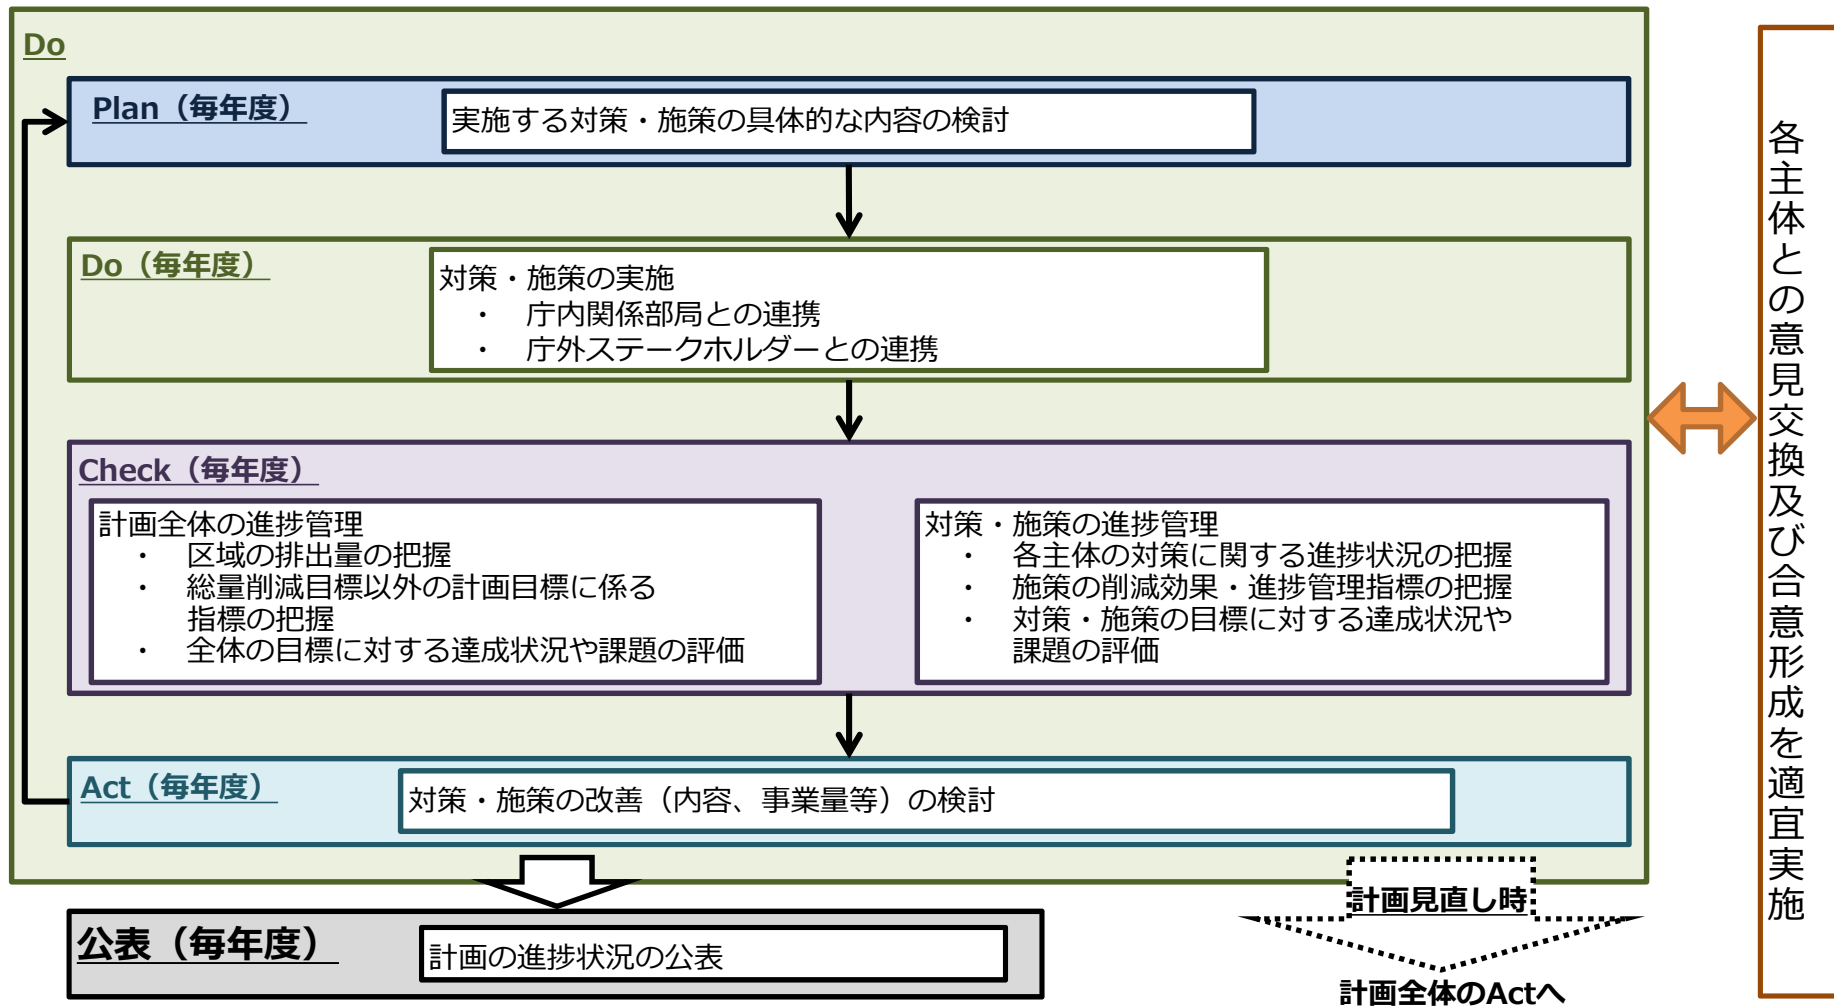 Do
Plan（毎年度）
実施する対策・施策の具体的な内容の検討
Do（毎年度）
対策・施策の実施
・ 庁内関係部局との連携
・ 庁外ステークホルダーとの連携
Check（毎年度）
計画全体の進捗管理
・ 区域の排出量の把握
・ 総量削減目標以外の計画目標に係る
指標の把握
・ 全体の目標に対する達成状況や課題の評価
対策・施策の進捗管理
・ 各主体の対策に関する進捗状況の把握
・ 施策の削減効果・進捗管理指標の把握
・ 対策・施策の目標に対する達成状況や
課題の評価
Act（毎年度）
対策・施策の改善（内容、事業量等）の検討
公表（毎年度）
計画の進捗状況の公表
計画見直し時
計画全体のActへ
各主体との意見交換及び合意形成を適宜実施